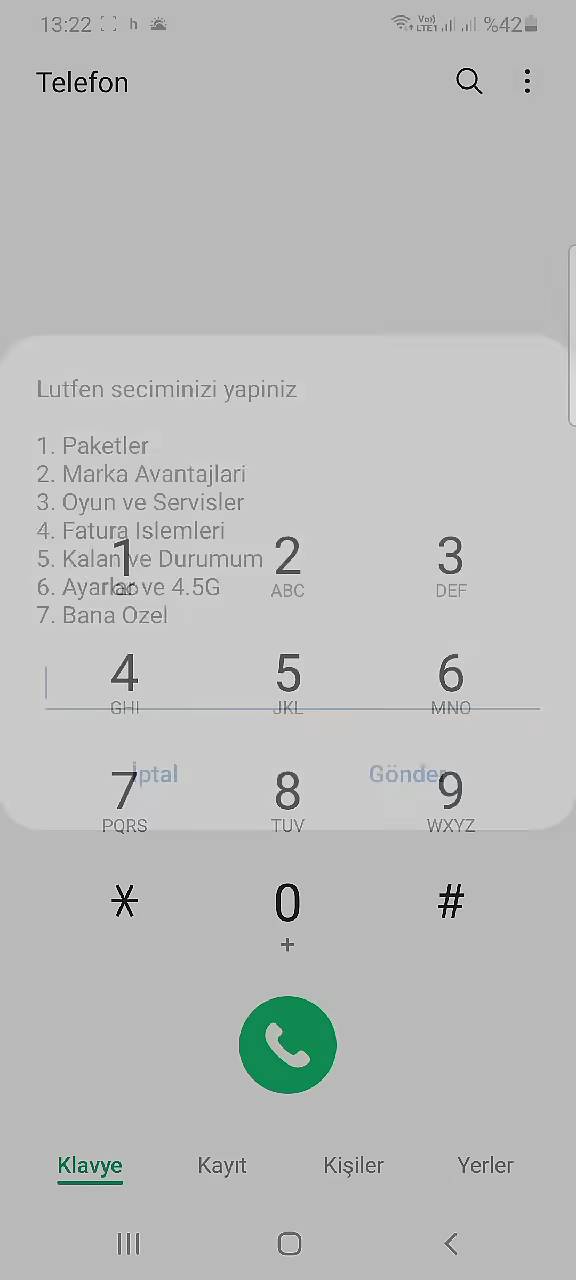 13:22 h Vo)) LTE1 %42
Telefon
Lutfen seciminizi yapiniz
1. Paketler
2. Marka Avantajlari
3. Oyun ve Servisler
4. Fatura Islemleri
5. Kalan ve Durumum
6. Ayarlar ve 4.5G
7. Bana Ozel
1 2 3
ABC DEF
4 5 6
GHI JKL MNO
İptal Gönder
7 8 9
PQRS TUV WXYZ
* 0 #
+
Klavye Kayıt Kişiler Yerler